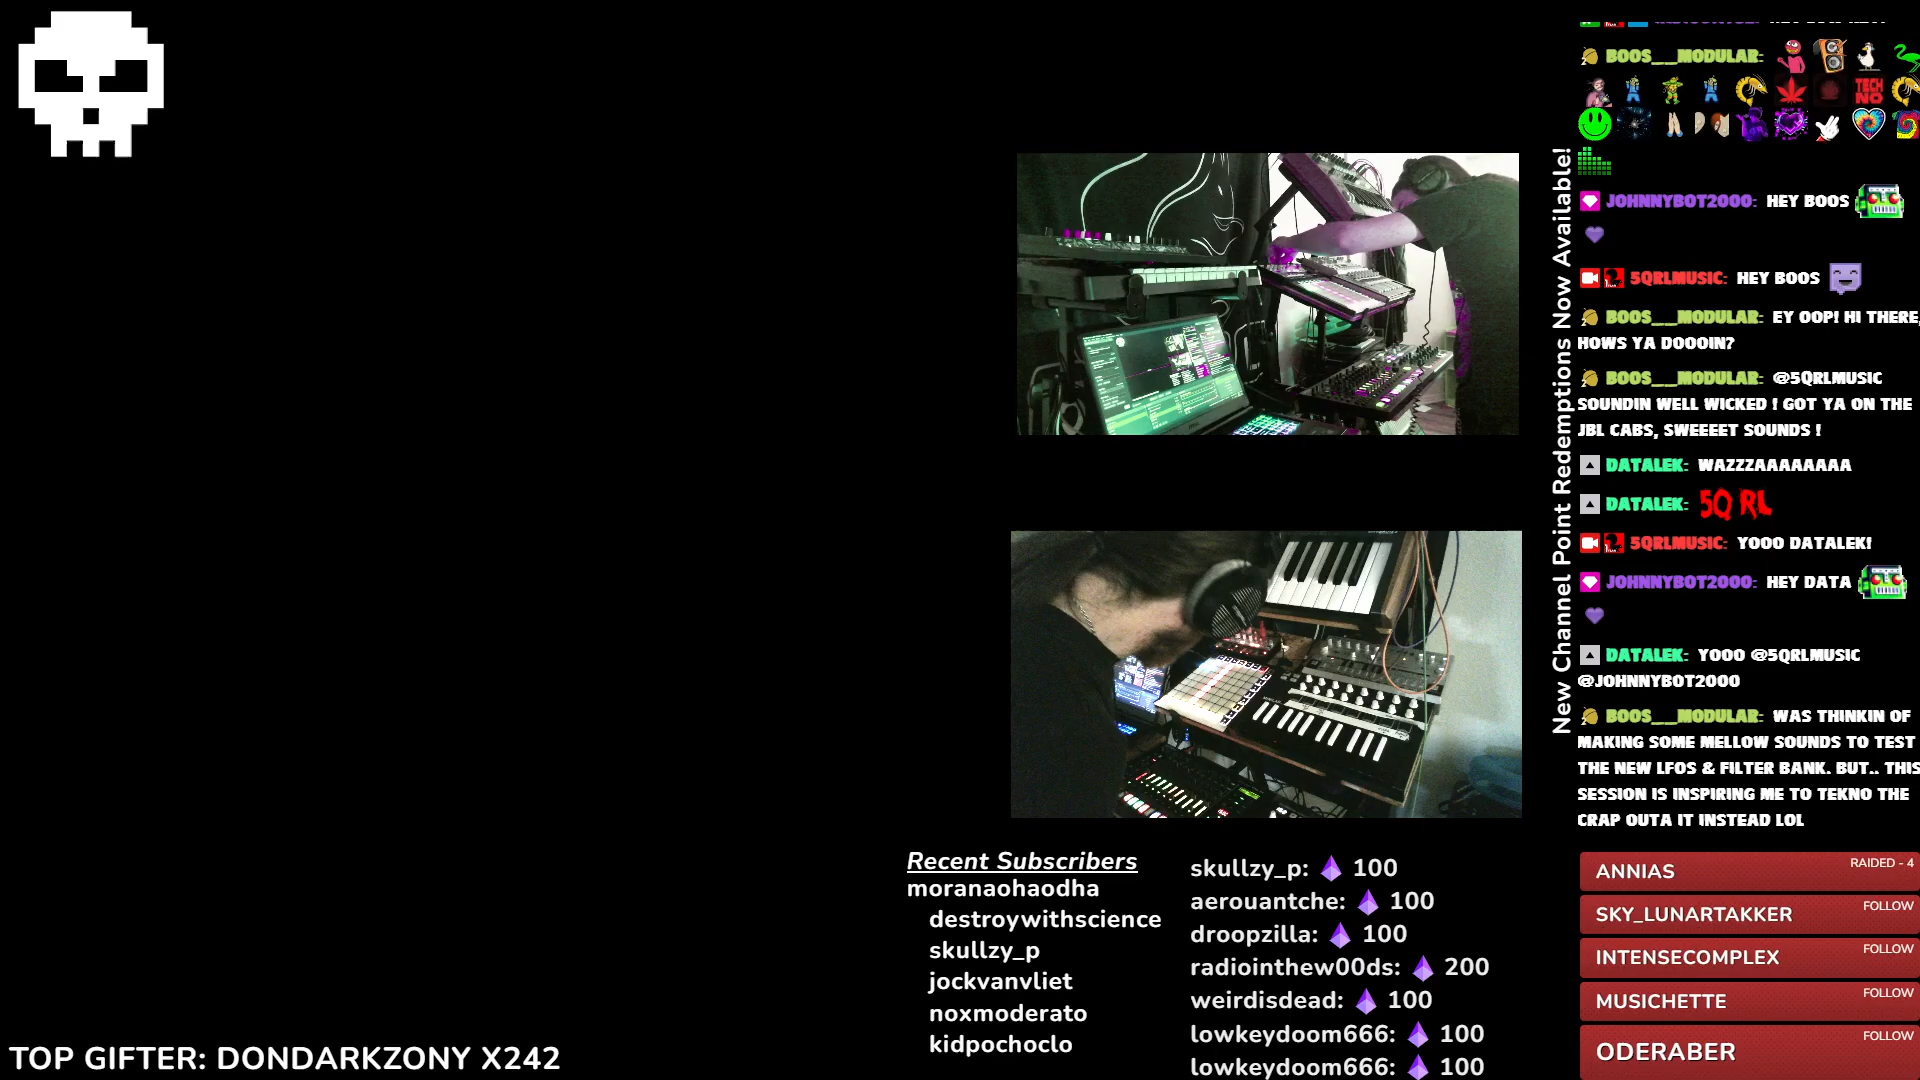 BOOS__MODULAR:
TECH
NO
JOHNNYBOT2000: HEY BOOS
5QRLMUSIC: HEY BOOS
BOOS__MODULAR: EY OOP! HI THERE,
HOWS YA DOOOIN?
BOOS__MODULAR: @5QRLMUSIC
SOUNDIN WELL WICKED ! GOT YA ON THE
JBL CABS, SWEEEET SOUNDS !
DATALEK: WAZZZAAAAAAAA
DATALEK: 5Q RL
5QRLMUSIC: YOOO DATALEK!
JOHNNYBOT2000: HEY DATA
DATALEK: YOOO @5QRLMUSIC
@JOHNNYBOT2000
BOOS__MODULAR: WAS THINKIN OF
MAKING SOME MELLOW SOUNDS TO TEST
THE NEW LFOS & FILTER BANK. BUT.. THIS
SESSION IS INSPIRING ME TO TEKNO THE
CRAP OUTA IT INSTEAD LOL
New Channel Point Redemptions Now Available!
Recent Subscribers
moranaohaodha
destroywithscience
skullzy_p
jockvanvliet
noxmoderato
kidpochoclo
skullzy_p: 100
aerouantche: 100
droopzilla: 100
radiointhew00ds: 200
weirdisdead: 100
lowkeydoom666: 100
lowkeydoom666: 100
ANNIAS RAIDED - 4
SKY_LUNARTAKKER FOLLOW
INTENSECOMPLEX FOLLOW
MUSICHETTE FOLLOW
ODERABER FOLLOW
TOP GIFTER: DONDARKZONY X242